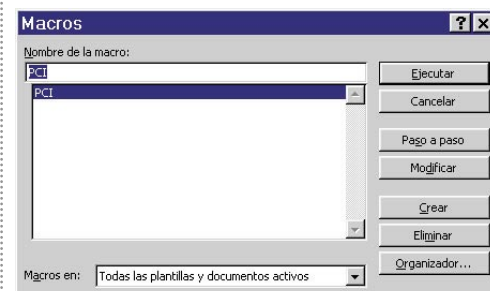 Macros
Nombre de la macro:
PCI
PCI
Ejecutar
Cancelar
Paso a paso
Modificar
Crear
Eliminar
Organizador...
Macros en: Todas las plantillas y documentos activos